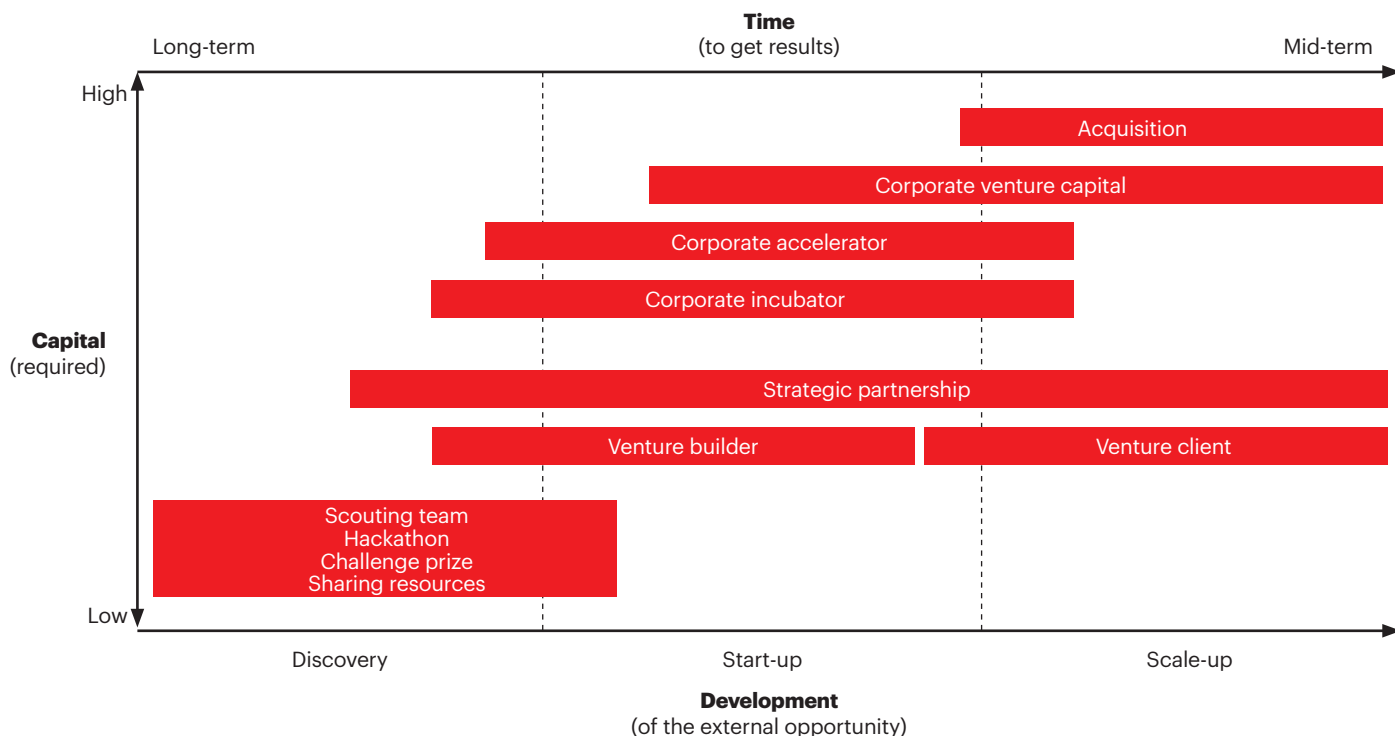 Time
(to get results)
Long-term
Mid-term
High
Acquisition
Corporate venture capital
Corporate accelerator
Corporate incubator
Capital
(required)
Strategic partnership
Venture builder
Venture client
Scouting team
Hackathon
Challenge prize
Sharing resources
Low
Discovery
Start-up
Scale-up
Development
(of the external opportunity)